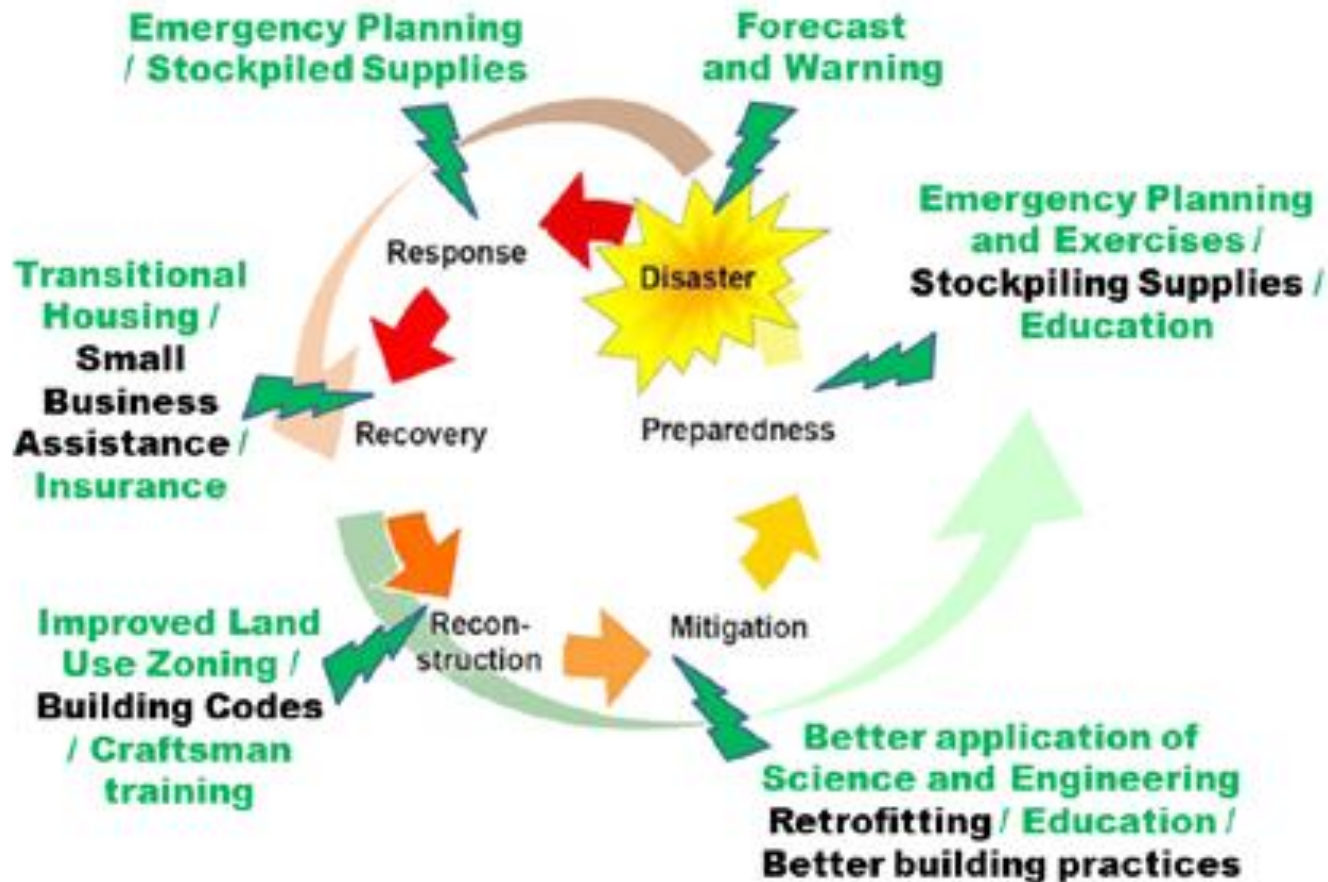 Emergency Planning
/ Stockpiled Supplies
Forecast
and Warning
Emergency Planning
and Exercises /
Stockpiling Supplies /
Education
Response
Disaster
Transitional
Housing /
Small
Business
Assistance /
Insurance
Recovery
Preparedness
Improved Land
Use Zoning /
Building Codes
/ Craftsman
training
Recon-
struction
Mitigation
Better application of
Science and Engineering
Retrofitting / Education /
Better building practices